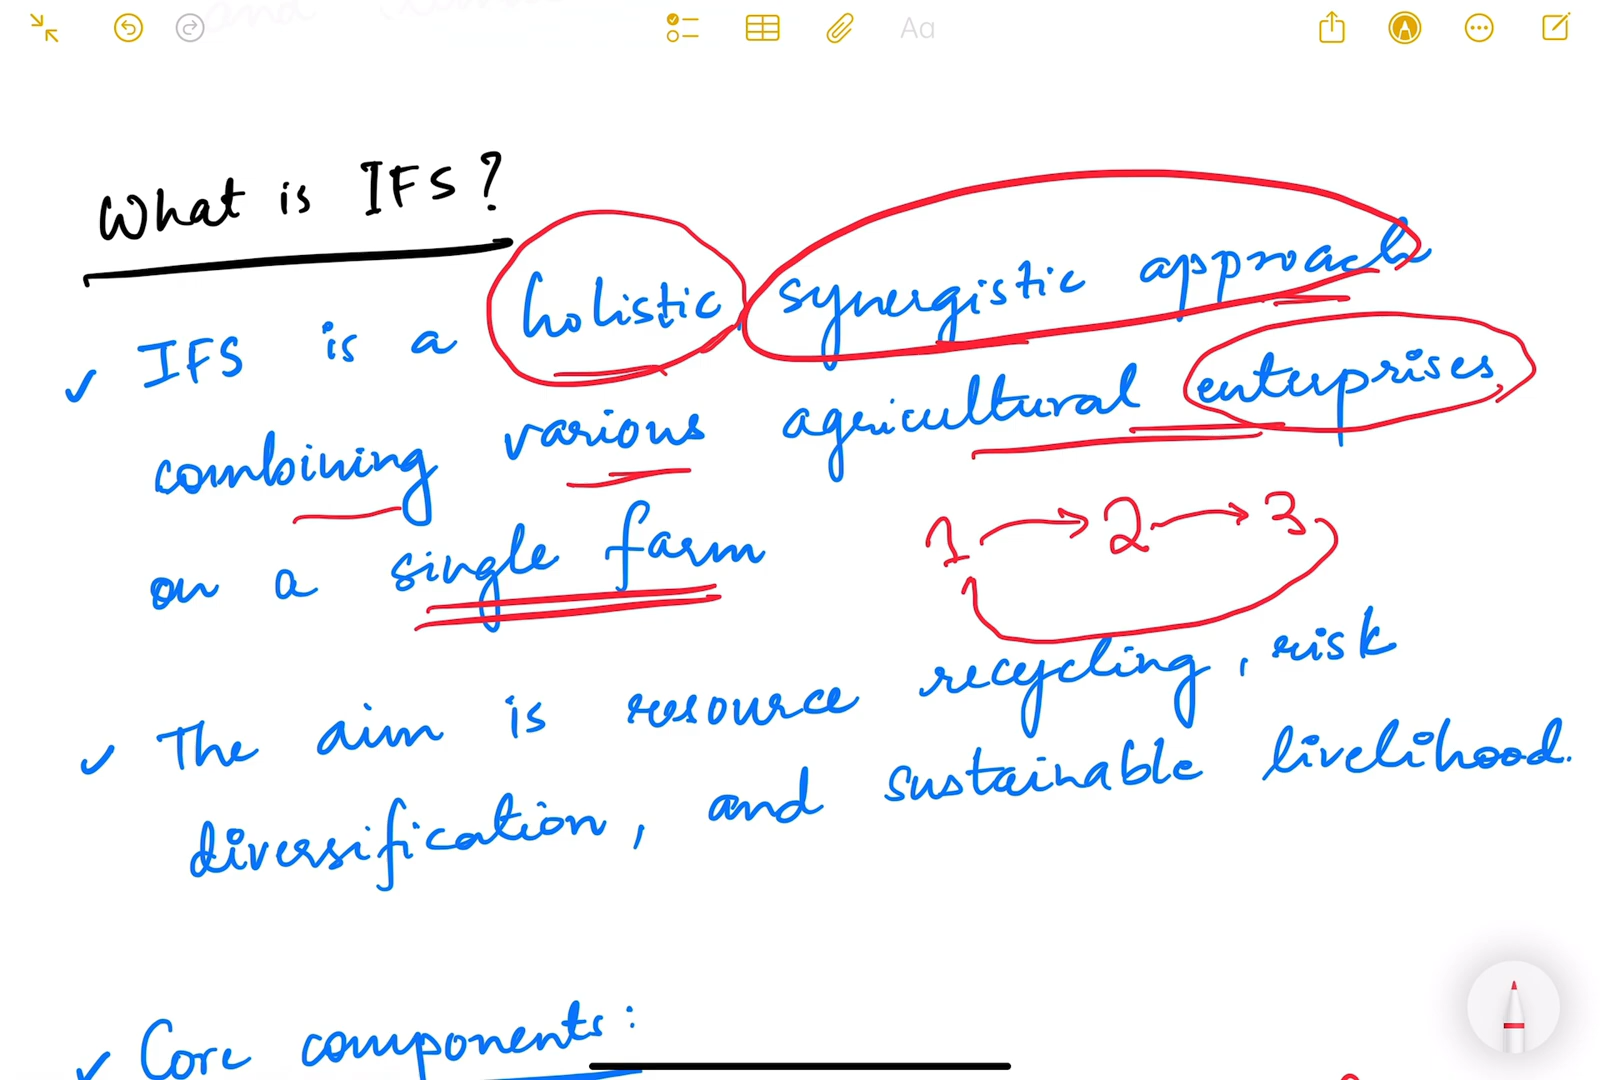 Aa
What is IFS?
IFS is a holistic, synergistic approach
combining various agricultural enterprises
on a single farm
1 → 2 → 3
The aim is resource recycling, risk
diversification, and sustainable livelihood.
Core components: